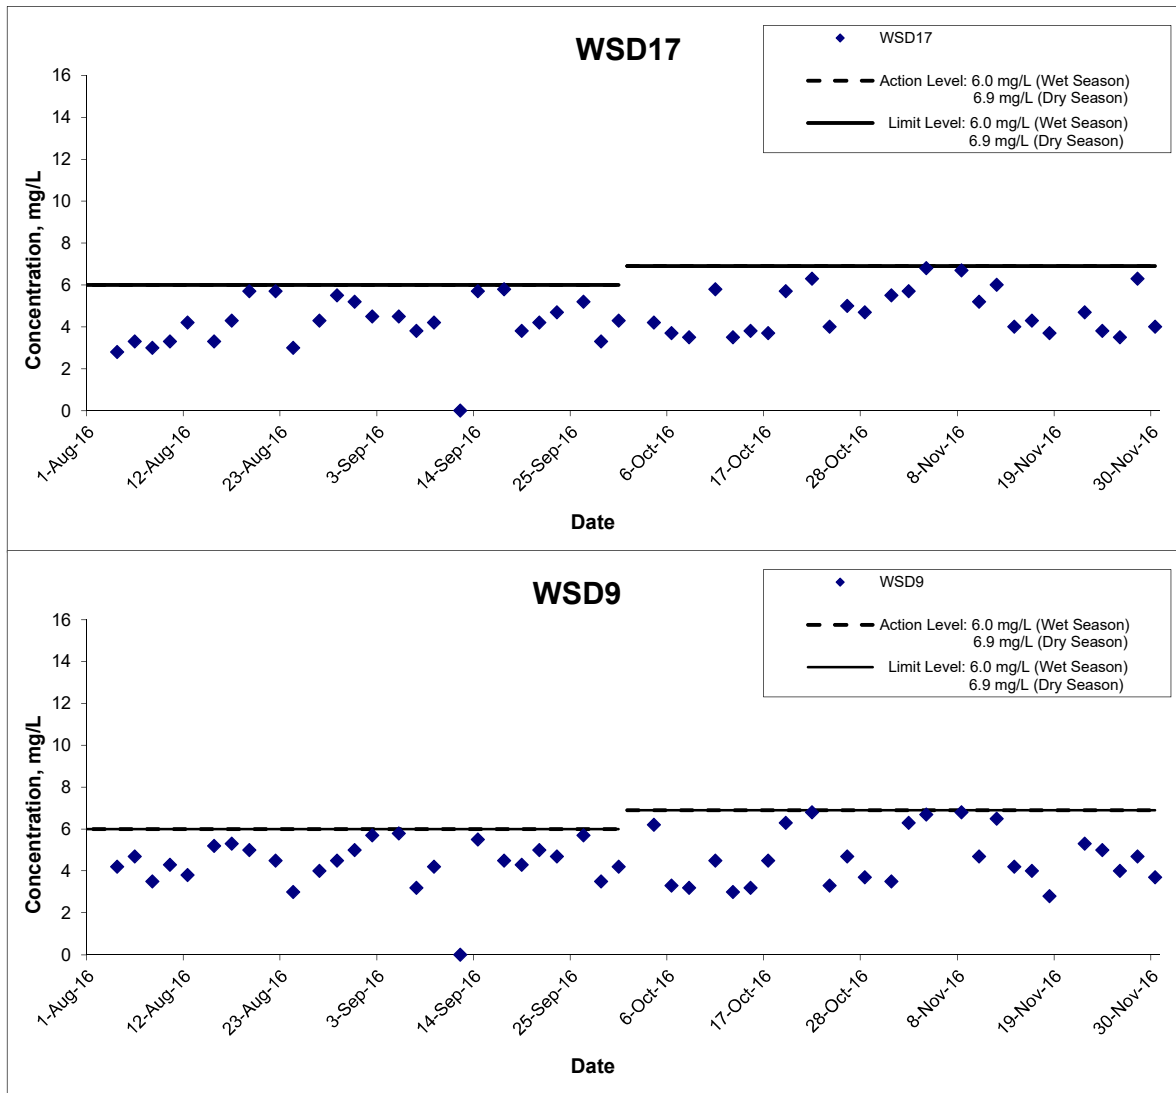 WSD17
WSD17
Action Level: 6.0 mg/L (Wet Season)
6.9 mg/L (Dry Season)
Limit Level: 6.0 mg/L (Wet Season)
6.9 mg/L (Dry Season)
Concentration, mg/L
16
14
12
10
8
6
4
2
0
1-Aug-16
12-Aug-16
23-Aug-16
3-Sep-16
14-Sep-16
25-Sep-16
6-Oct-16
17-Oct-16
28-Oct-16
8-Nov-16
19-Nov-16
30-Nov-16
Date
WSD9
WSD9
Action Level: 6.0 mg/L (Wet Season)
6.9 mg/L (Dry Season)
Limit Level: 6.0 mg/L (Wet Season)
6.9 mg/L (Dry Season)
Concentration, mg/L
16
14
12
10
8
6
4
2
0
1-Aug-16
12-Aug-16
23-Aug-16
3-Sep-16
14-Sep-16
25-Sep-16
6-Oct-16
17-Oct-16
28-Oct-16
8-Nov-16
19-Nov-16
30-Nov-16
Date